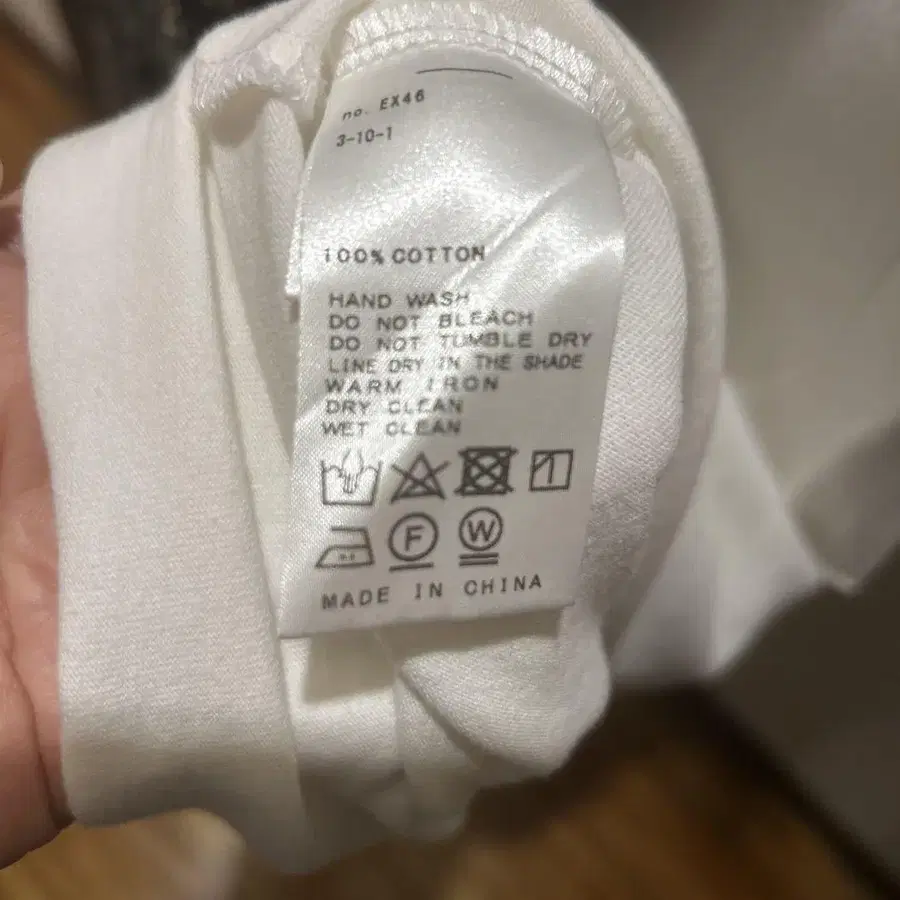 no. EX46
3-10-1
100% COTTON
HAND WASH
DO NOT BLEACH
DO NOT TUMBLE DRY
LINE DRY IN THE SHADE
WARM IRON
DRY CLEAN
WET CLEAN
F W
MADE IN CHINA